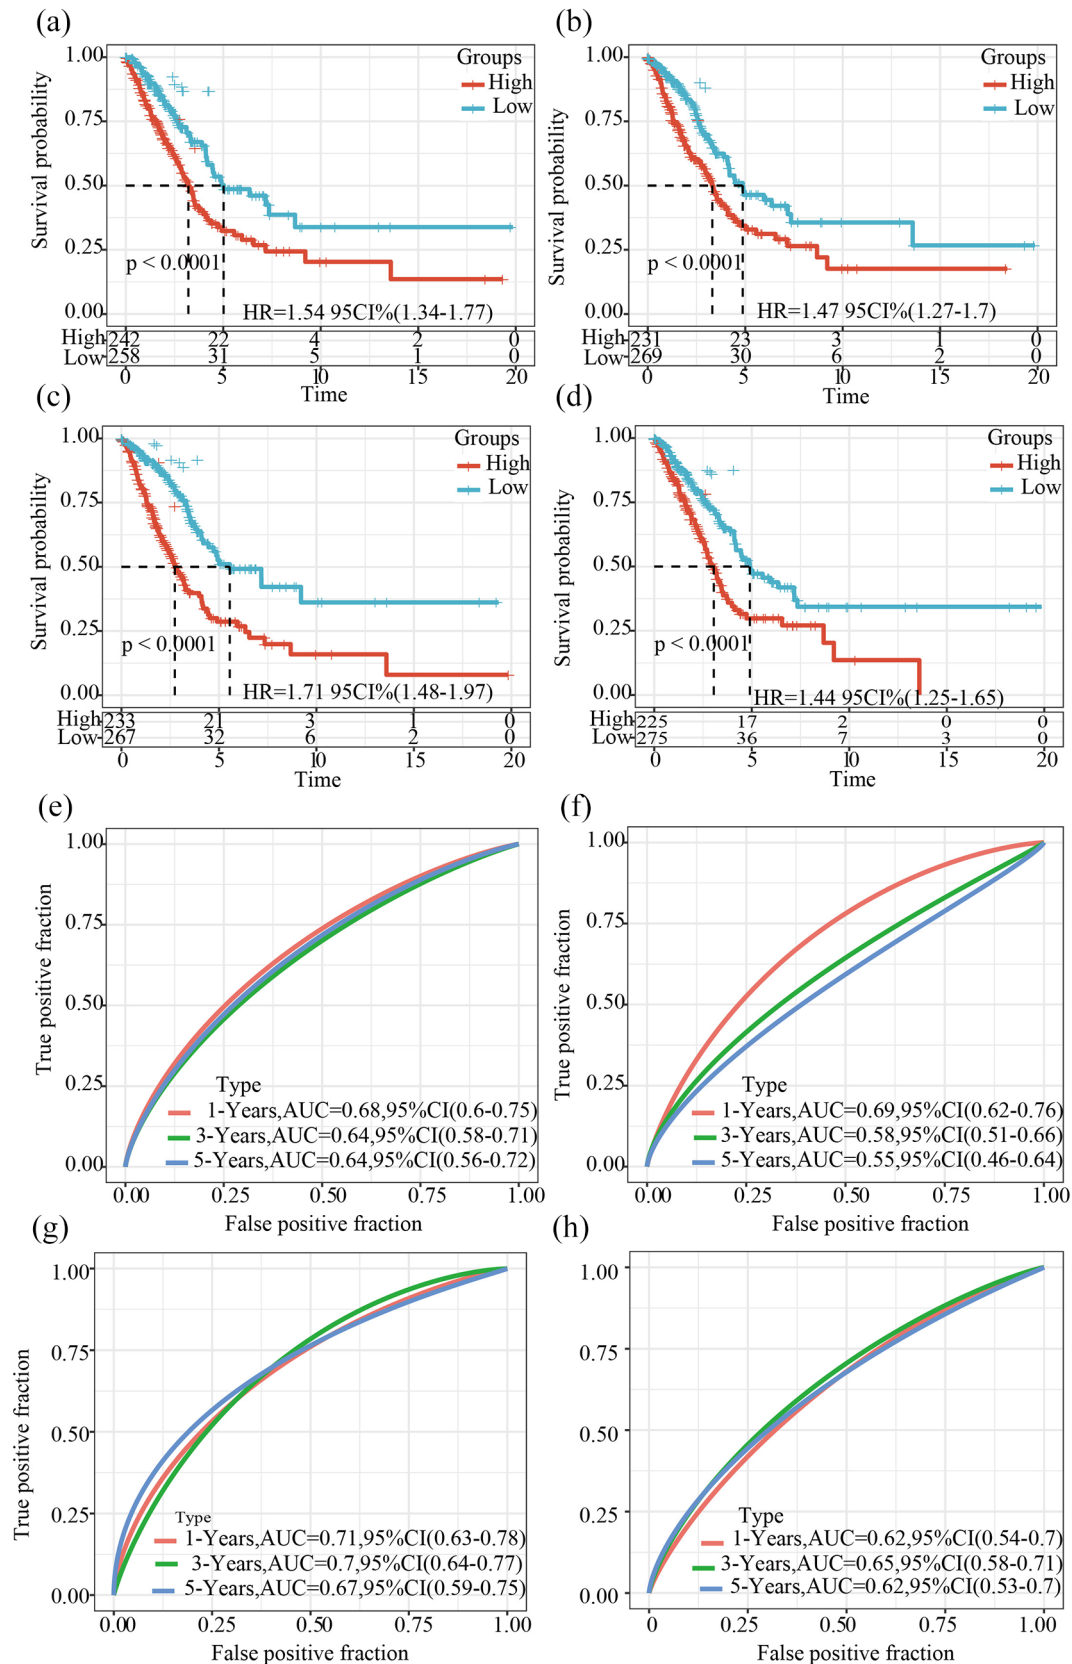 (a)
Survival probability
1.00
0.75
0.50
0.25
0.00
Groups
High
Low
p < 0.0001
HR=1.54 95CI%(1.34-1.77)
High 242 22 4 1 0
Low 258 31 5 1 0
0 5 10 15 20
Time
(b)
Survival probability
1.00
0.75
0.50
0.25
0.00
Groups
High
Low
p < 0.0001
HR=1.47 95CI%(1.27-1.7)
High 231 23 3 1 0
Low 269 30 6 2 0
0 5 10 15 20
Time
(c)
Survival probability
1.00
0.75
0.50
0.25
0.00
Groups
High
Low
p < 0.0001
HR=1.71 95CI%(1.48-1.97)
High 233 21 3 1 0
Low 267 32 6 2 0
0 5 10 15 20
Time
(d)
Survival probability
1.00
0.75
0.50
0.25
0.00
Groups
High
Low
p < 0.0001
HR=1.44 95CI%(1.25-1.65)
High 225 17 2 0 0
Low 275 36 7 3 0
0 5 10 15 20
Time
(e)
True positive fraction
1.00
0.75
0.50
0.25
0.00
Type
1-Years,AUC=0.68,95%CI(0.6-0.75)
3-Years,AUC=0.64,95%CI(0.58-0.71)
5-Years,AUC=0.64,95%CI(0.56-0.72)
0.00 0.25 0.50 0.75 1.00
False positive fraction
(f)
True positive fraction
1.00
0.75
0.50
0.25
0.00
Type
1-Years,AUC=0.69,95%CI(0.62-0.76)
3-Years,AUC=0.58,95%CI(0.51-0.66)
5-Years,AUC=0.55,95%CI(0.46-0.64)
0.00 0.25 0.50 0.75 1.00
False positive fraction
(g)
True positive fraction
1.00
0.75
0.50
0.25
0.00
Type
1-Years,AUC=0.71,95%CI(0.63-0.78)
3-Years,AUC=0.7,95%CI(0.64-0.77)
5-Years,AUC=0.67,95%CI(0.59-0.75)
0.00 0.25 0.50 0.75 1.00
False positive fraction
(h)
1.00
0.75
0.50
0.25
0.00
Type
1-Years,AUC=0.62,95%CI(0.54-0.7)
3-Years,AUC=0.65,95%CI(0.58-0.71)
5-Years,AUC=0.62,95%CI(0.53-0.7)
0 0.25 0.50 0.75 1.00
False positive fraction